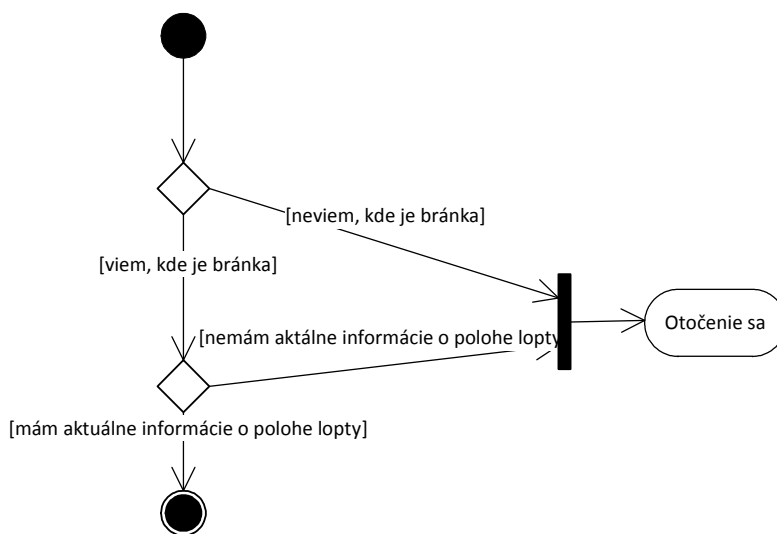 [neviem, kde je bránka]
[viem, kde je bránka]
Otočenie sa
[nemám aktálne informácie o polohe lopty
[mám aktuálne informácie o polohe lopty]